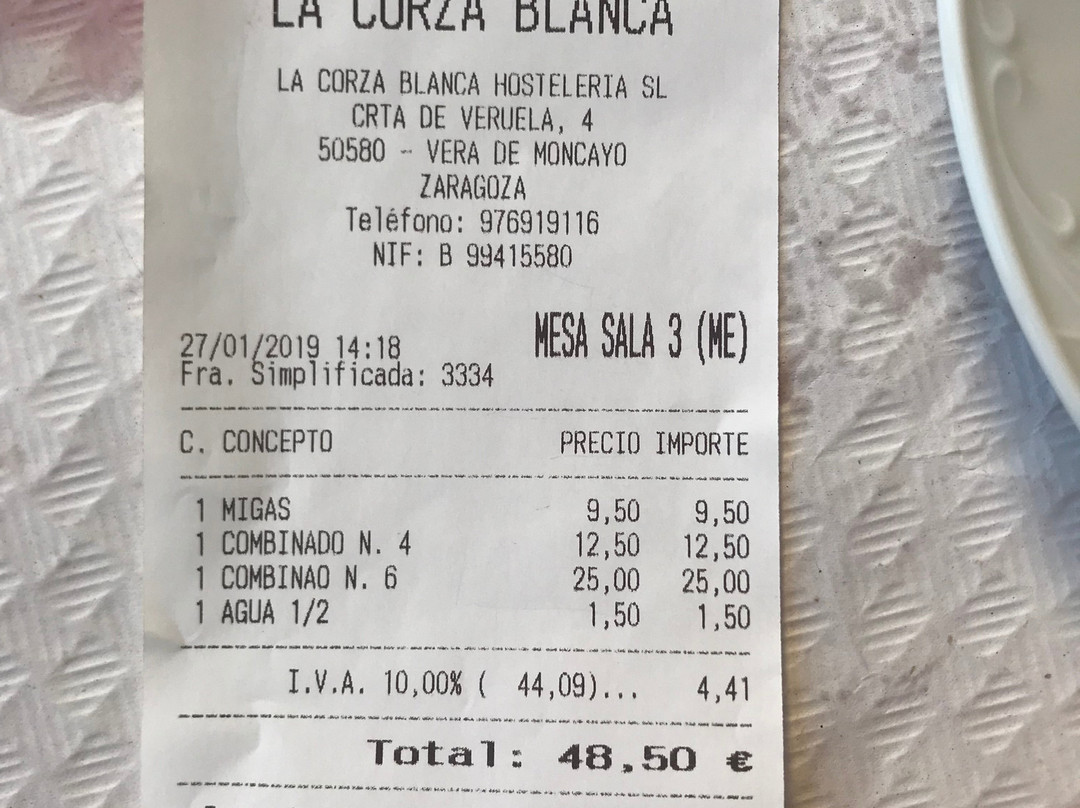 LA CORZA BLANCA
LA CORZA BLANCA HOSTELERIA SL
CRTA DE VERUELA, 4
50580 - VERA DE MONCAYO
ZARAGOZA
Teléfono: 976919116
NIF: B 99415580
MESA SALA 3 (ME)
27/01/2019 14:18
Fra. Simplificada: 3334
C. CONCEPTO PRECIO IMPORTE
1 MIGAS 9,50 9,50
1 COMBINADO N. 4 12,50 12,50
1 COMBINAO N. 6 25,00 25,00
1 AGUA 1/2 1,50 1,50
I.V.A. 10,00% ( 44,09)... 4,41
Total: 48,50 €